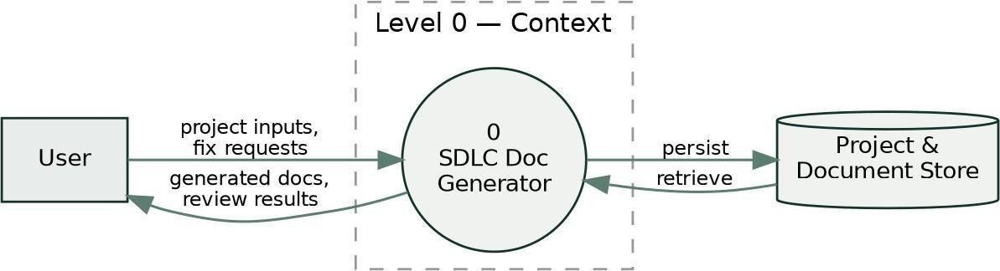 Level 0 — Context
User
project inputs,
fix requests
generated docs,
review results
0
SDLC Doc
Generator
persist
retrieve
Project &
Document Store